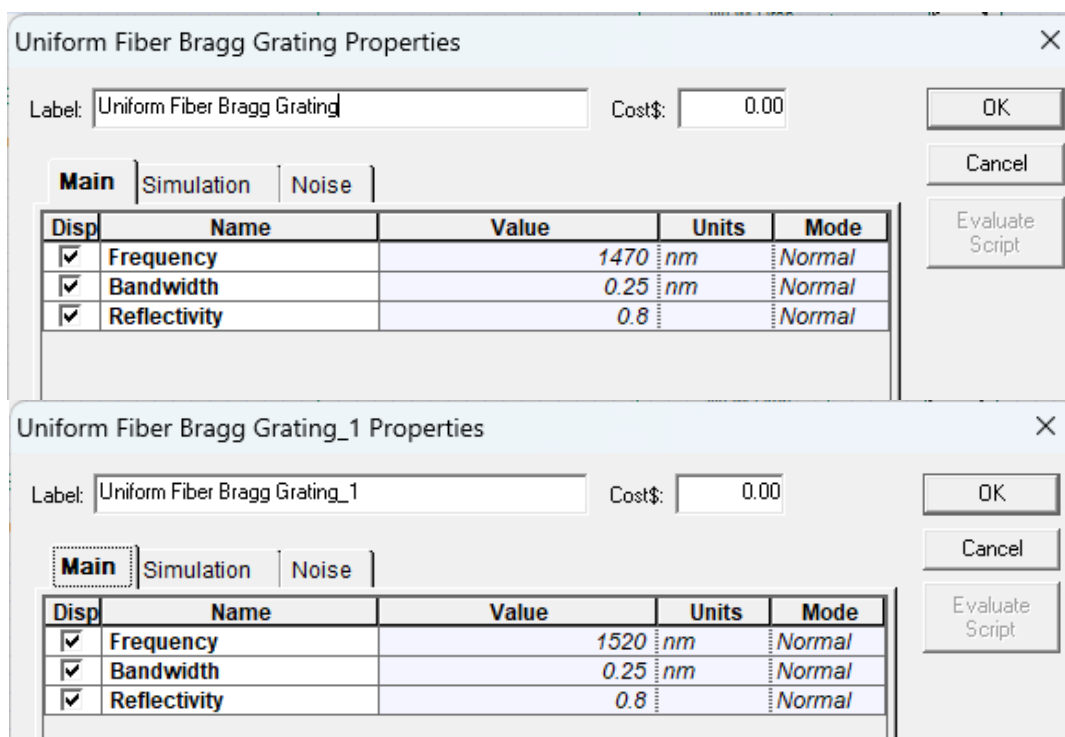 Uniform Fiber Bragg Grating Properties
Label: Uniform Fiber Bragg Grating Cost$: 0.00 OK
Cancel
Main Simulation Noise
Evaluate Script
Disp Name Value Units Mode
Frequency 1470 nm Normal
Bandwidth 0.25 nm Normal
Reflectivity 0.8 Normal
Uniform Fiber Bragg Grating_1 Properties
Label: Uniform Fiber Bragg Grating_1 Cost$: 0.00 OK
Cancel
Main Simulation Noise
Evaluate Script
Disp Name Value Units Mode
Frequency 1520 nm Normal
Bandwidth 0.25 nm Normal
Reflectivity 0.8 Normal